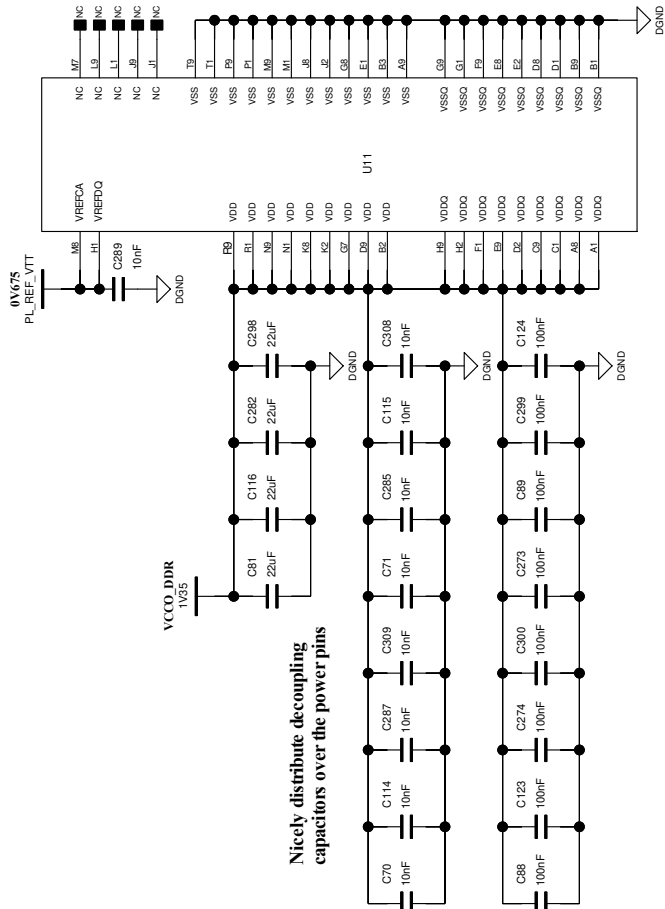 NC NC NC NC NC
M7 L9 L1 J9 J1
NC NC NC NC NC
T9 T1 P9 P1 M9 M1 J8 J2 G8 E1 B3 A9
VSS VSS VSS VSS VSS VSS VSS VSS VSS VSS VSS VSS
G9 G1 F9 E8 E2 D8 D1 B9 B1
VSSQ VSSQ VSSQ VSSQ VSSQ VSSQ VSSQ VSSQ VSSQ
DGND
U11
VREFCA
VREFDQ
M8
H1
0V675
PL_REF_VTT
C289
10nF
DGND
VDD VDD VDD VDD VDD VDD VDD VDD VDD
R9 R1 N9 N1 K8 K2 G7 D9 B2
VDDQ VDDQ VDDQ VDDQ VDDQ VDDQ VDDQ VDDQ VDDQ
H9 H2 F1 E9 D2 C9 C1 A8 A1
VCCO_DDR
1V35
C81 C116 C282 C298
22uF 22uF 22uF 22uF
DGND
C70 C114 C287 C309 C71 C285 C115 C308
10nF 10nF 10nF 10nF 10nF 10nF 10nF 10nF
DGND
C88 C123 C274 C300 C273 C89 C299 C124
100nF 100nF 100nF 100nF 100nF 100nF 100nF 100nF
DGND
Nicely distribute decoupling
capacitors over the power pins